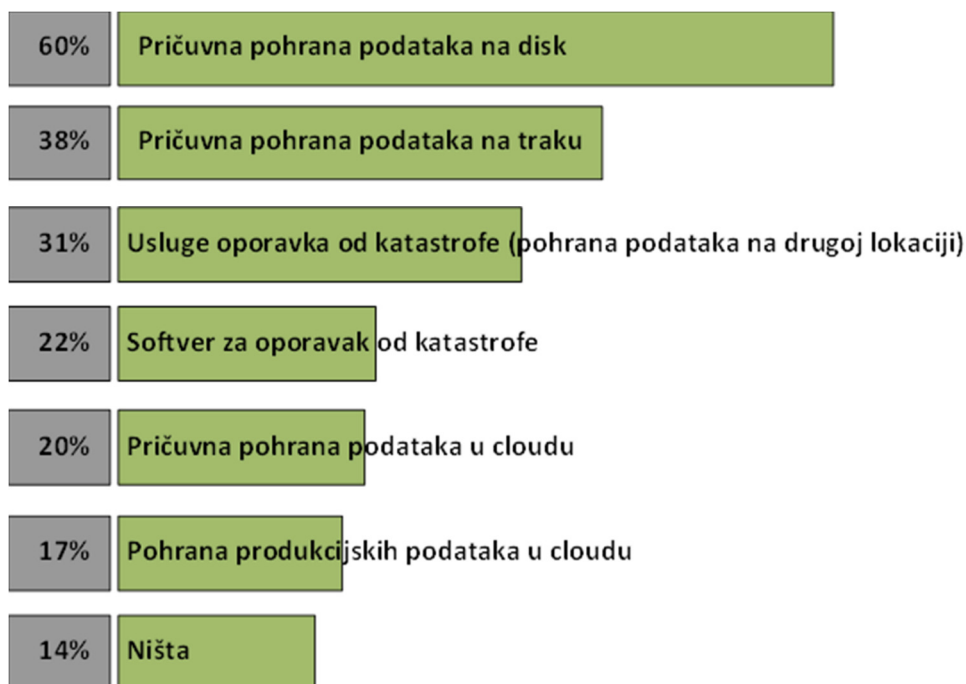 60% Pričuvna pohrana podataka na disk
38% Pričuvna pohrana podataka na traku
31% Usluge oporavka od katastrofe (pohrana podataka na drugoj lokaciji)
22% Softver za oporavak od katastrofe
20% Pričuvna pohrana podataka u cloudu
17% Pohrana produkcijskih podataka u cloudu
14% Ništa